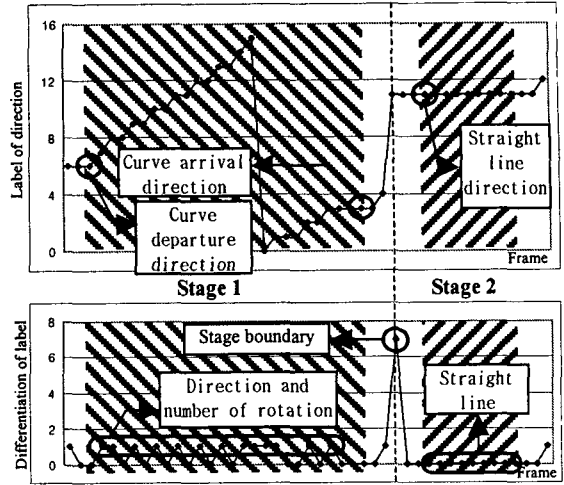 16
12
8
4
0
Label of direction
Curve arrival
direction
Curve
departure
direction
Straight
line
direction
Frame
Stage 1
Stage 2
8
6
4
2
0
Differentiation of label
Stage boundary
Direction and
number of rotation
Straight
line
Frame